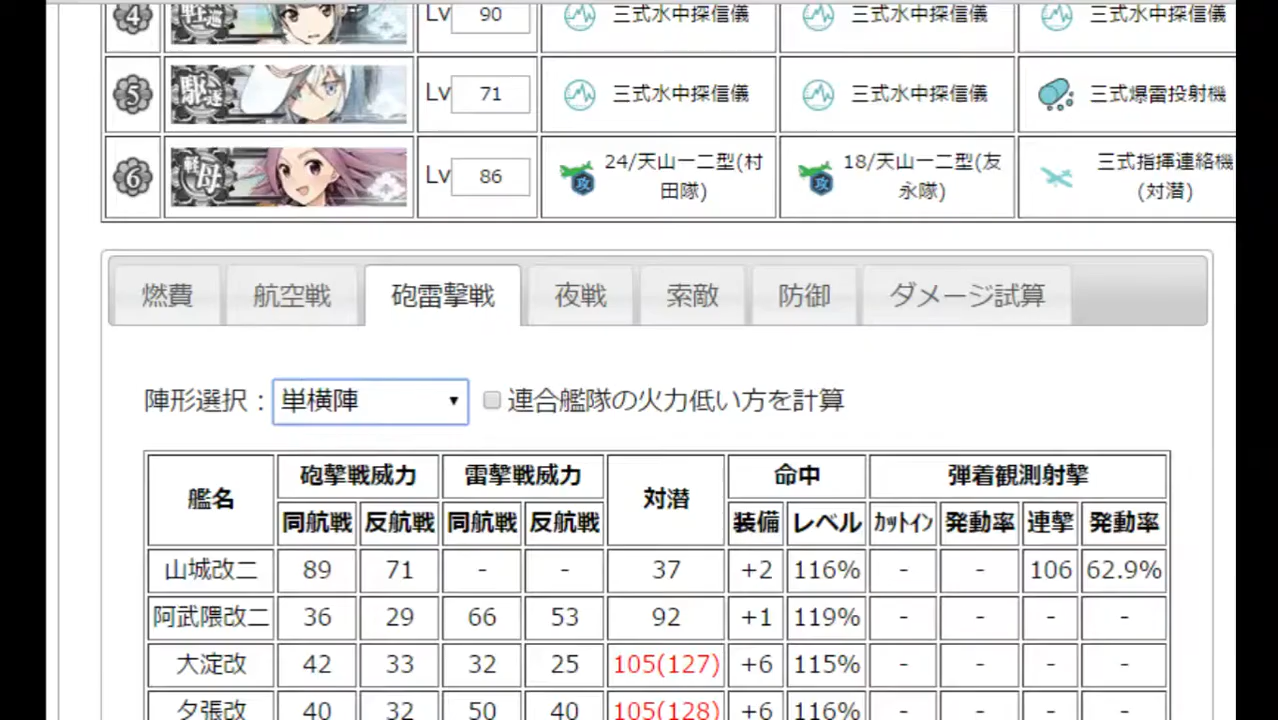 4 軽巡 Lv 90 三式水中探信儀 三式水中探信儀 三式水中探信儀
5 駆逐 Lv 71 三式水中探信儀 三式水中探信儀 三式爆雷投射機
6 軽母 Lv 86 24/天山一二型(村 18/天山一二型(友 三式指揮連絡機
田隊) 永隊) (対潜)
燃費 航空戦 砲雷撃戦 夜戦 索敵 防御 ダメージ試算
陣形選択: 単横陣 ▼ 連合艦隊の火力低い方を計算
艦名 砲撃戦威力 雷撃戦威力 対潜 命中 弾着観測射撃
同航戦 反航戦 同航戦 反航戦 装備 レベル ｶｯﾄｲﾝ 発動率 連撃 発動率
山城改二 89 71 - - 37 +2 116% - - 106 62.9%
阿武隈改二 36 29 66 53 92 +1 119% - - - -
大淀改 42 33 32 25 105(127) +6 115% - - - -
夕張改 40 32 50 40 105(128) +6 116% - - - -